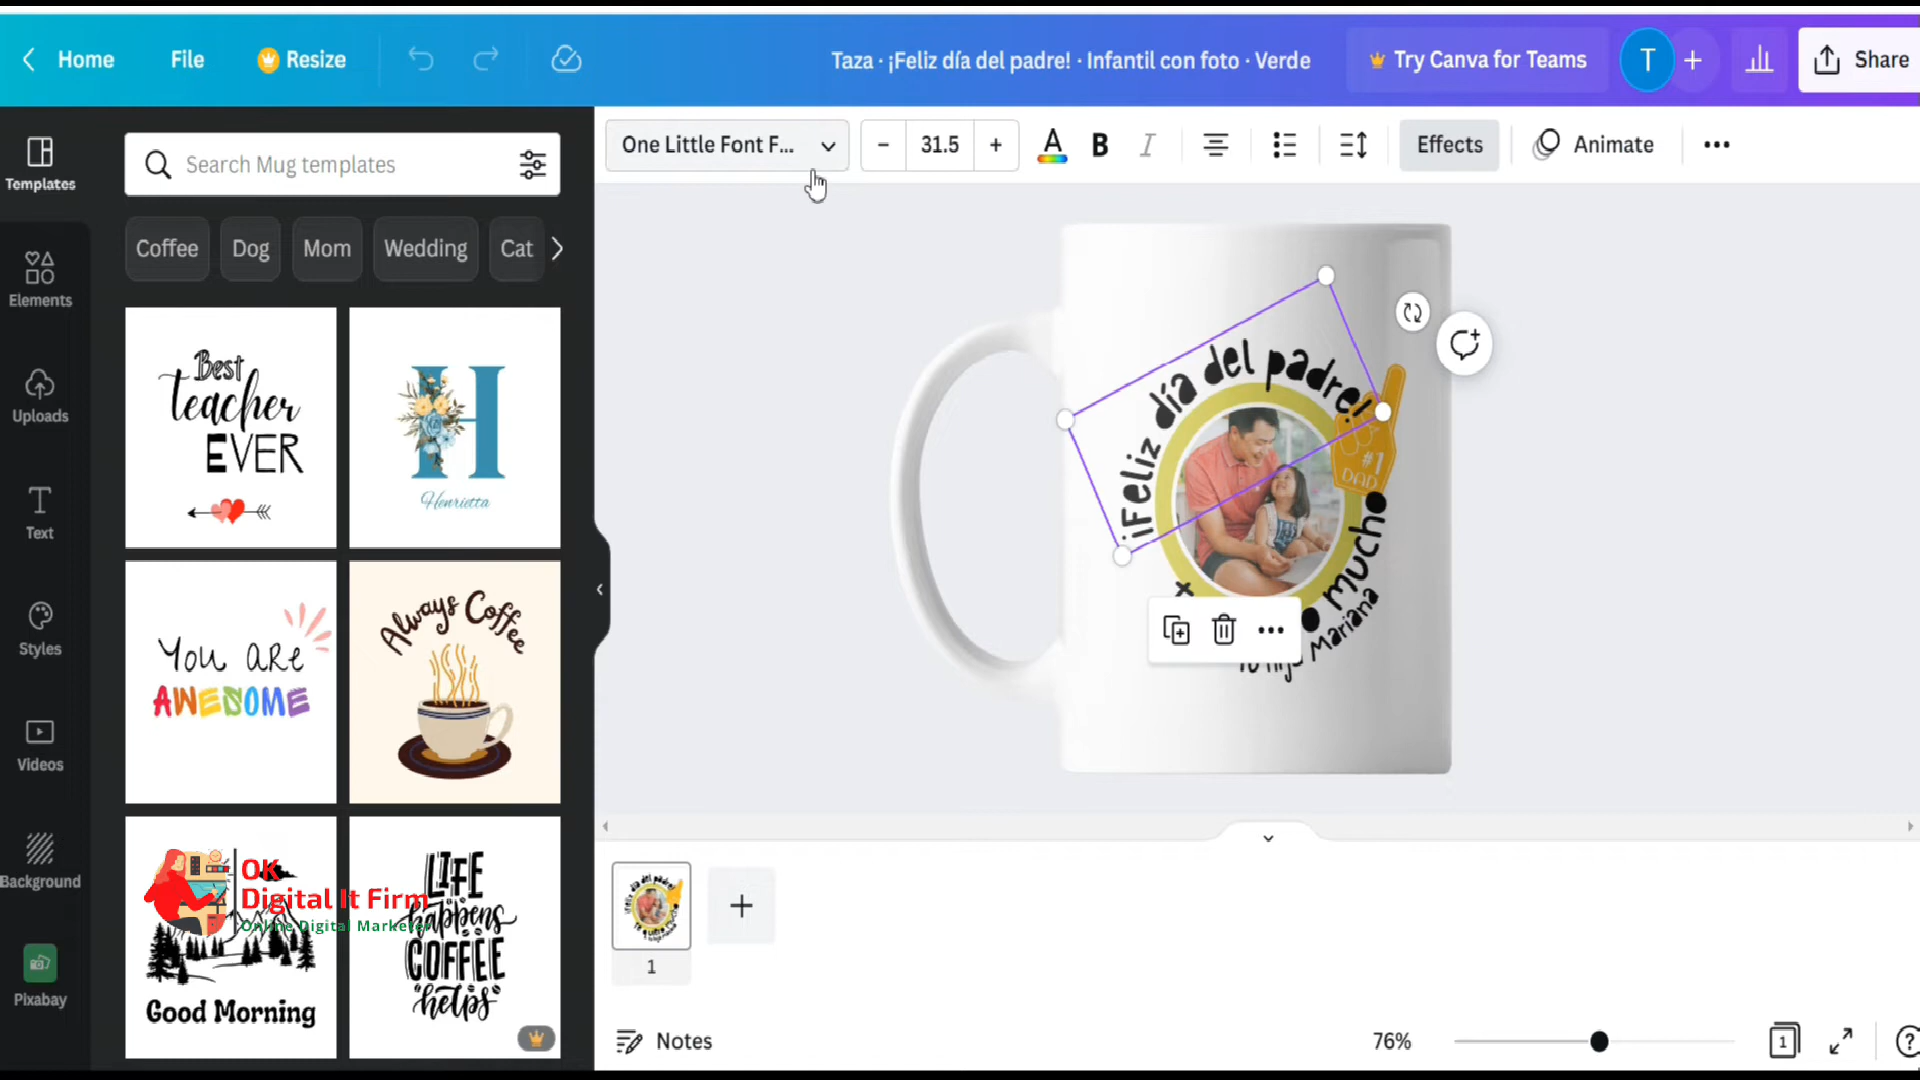 Home File Resize
Taza · ¡Feliz día del padre! · Infantil con foto · Verde
Try Canva for Teams
T
Share
Templates
Elements
Uploads
Text
Styles
Videos
Background
Pixabay
Search Mug templates
Coffee Dog Mom Wedding Cat
Best
teacher
EVER
H
Henrietta
You are
AWESOME
Always Coffee
OK
Digital It Firm
Online Digital Marketer
Good Morning
LIFE
happens
COFFEE
helps
One Little Font F...
31.5
A B I
Effects
Animate
¡Feliz día del padre!
#1
DAD
mucho
Tu hija Mariana
1
Notes
76%
1
?